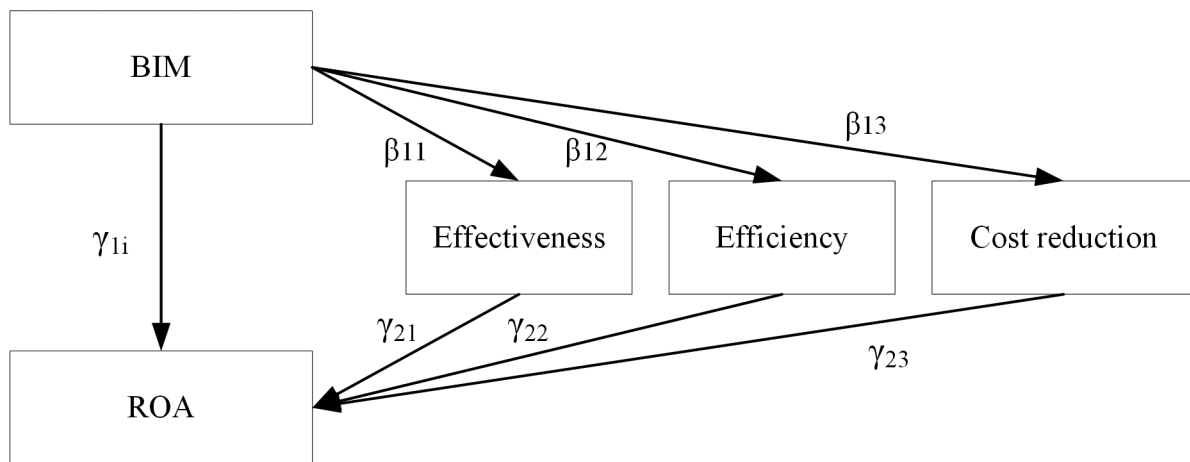 BIM
β13
β11
β12
γ1i
Effectiveness
Efficiency
Cost reduction
γ21
γ22
γ23
ROA